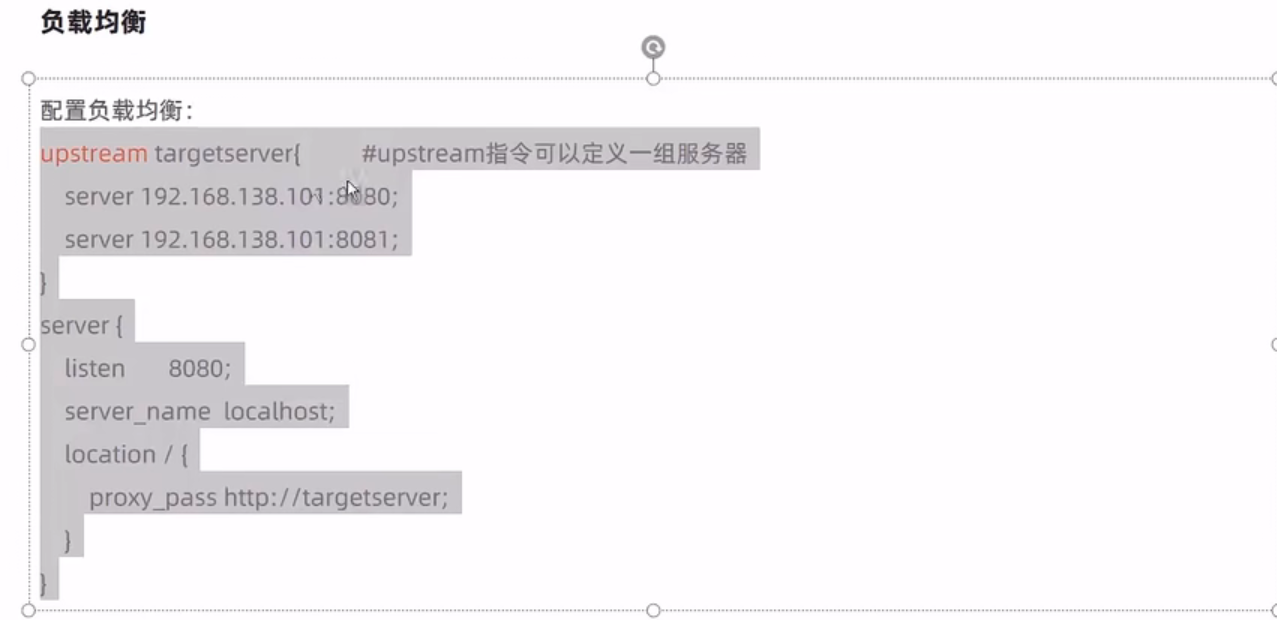 负载均衡
配置负载均衡：
upstream targetserver{ #upstream指令可以定义一组服务器
server 192.168.138.101:8080;
server 192.168.138.101:8081;
}
server {
listen 8080;
server_name localhost;
location / {
proxy_pass http://targetserver;
}
}